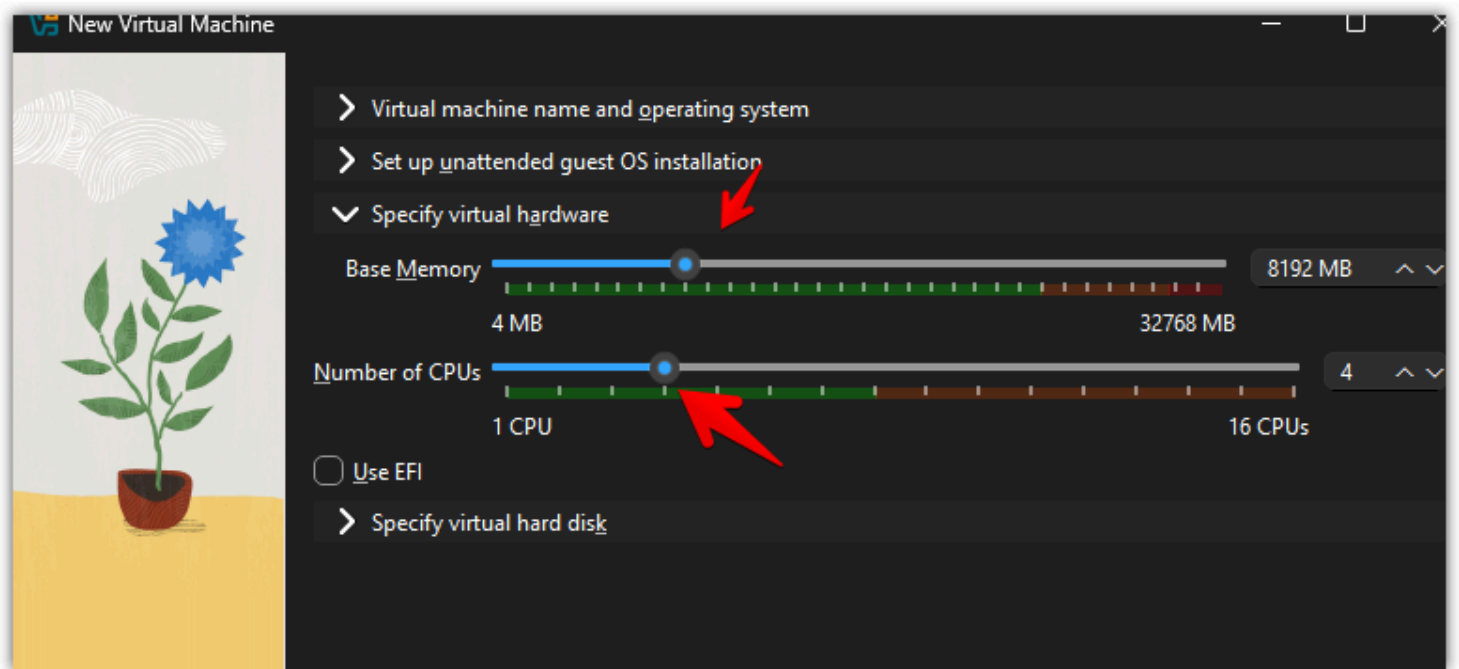 New Virtual Machine
Virtual machine name and operating system
Set up unattended guest OS installation
Specify virtual hardware
Base Memory 8192 MB
4 MB 32768 MB
Number of CPUs 4
1 CPU 16 CPUs
Use EFI
Specify virtual hard disk